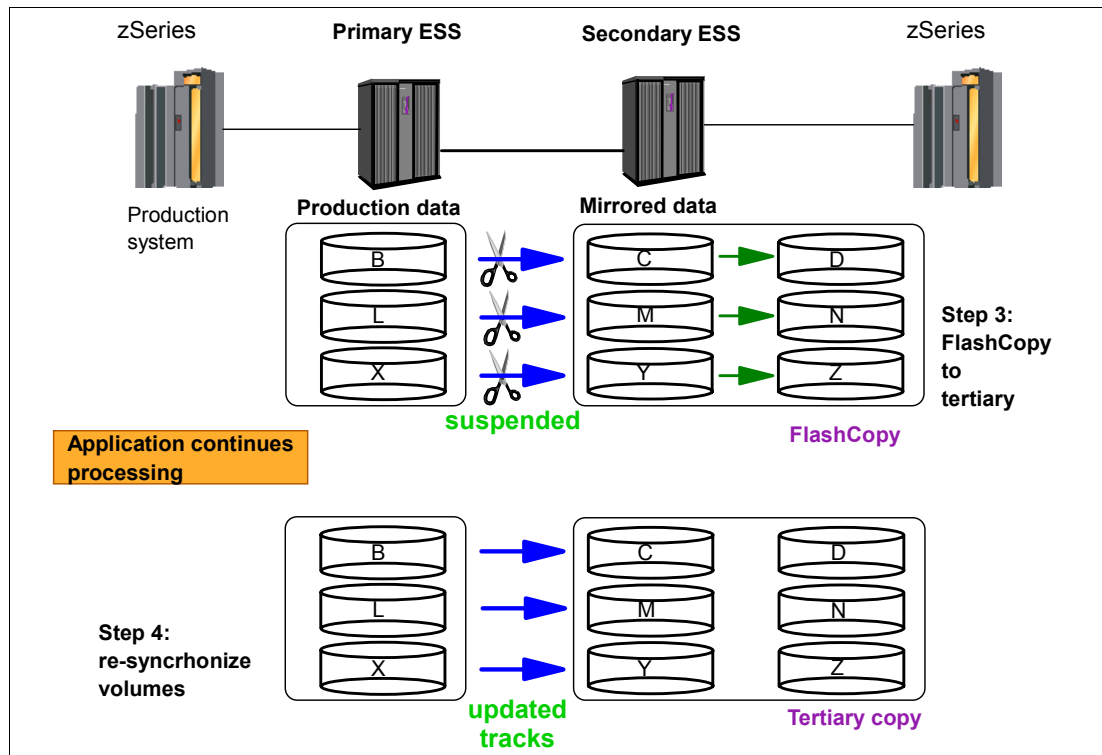 zSeries
Primary ESS
Secondary ESS
zSeries
Production
system
Production data
Mirrored data
B
C
D
L
M
N
X
Y
Z
Step 3:
FlashCopy
to
tertiary
suspended
FlashCopy
Application continues
processing
B
C
D
L
M
N
X
Y
Z
Step 4:
re-syncrhonize
volumes
updated
tracks
Tertiary copy